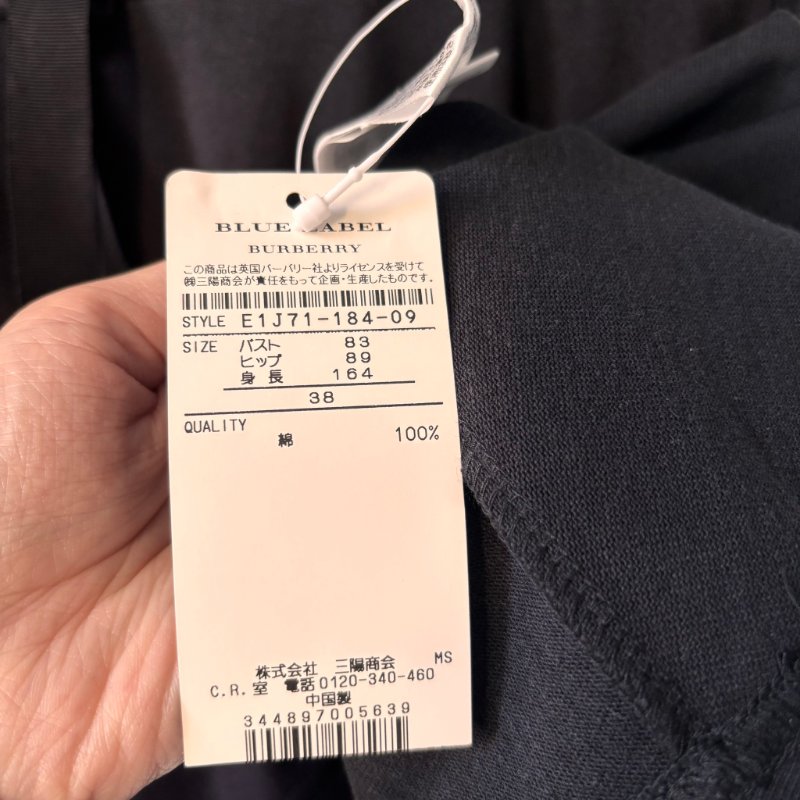 BLUE LABEL
BURBERRY
この商品は英国バーバリー社よりライセンスを受けて
㈱三陽商会が責任をもって企画・生産したものです。
STYLE E1J71-184-09
SIZE バスト 83
ヒップ 89
身長 164
38
QUALITY
綿 100%
株式会社 三陽商会 MS
C.R.室 電話0120-340-460
中国製
344897005639